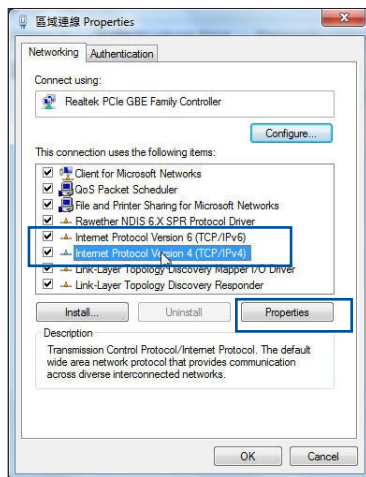 區域連線 Properties
Networking
Authentication
Connect using:
Realtek PCIe GBE Family Controller
Configure...
This connection uses the following items:
Client for Microsoft Networks
QoS Packet Scheduler
File and Printer Sharing for Microsoft Networks
Rawether NDIS 6.X SPR Protocol Driver
Internet Protocol Version 6 (TCP/IPv6)
Internet Protocol Version 4 (TCP/IPv4)
Link-Layer Topology Discovery Mapper I/O Driver
Link-Layer Topology Discovery Responder
Install...
Uninstall
Properties
Description
Transmission Control Protocol/Internet Protocol. The default
wide area network protocol that provides communication
across diverse interconnected networks.
OK
Cancel